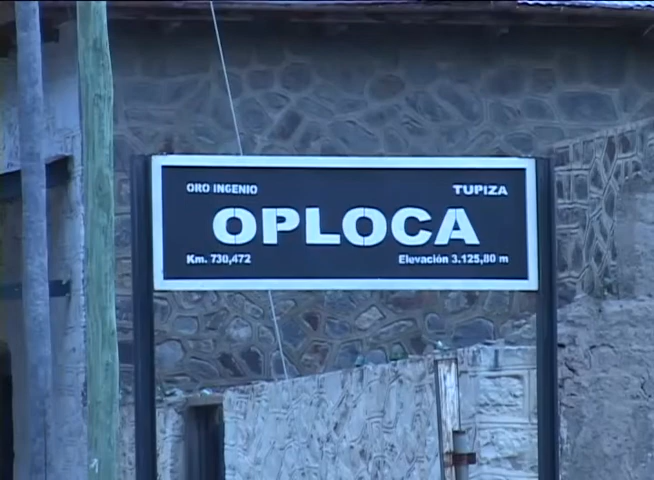 ORO INGENIO TUPIZA
OPLOCA
Km. 730,472 Elevación 3.125,80 m